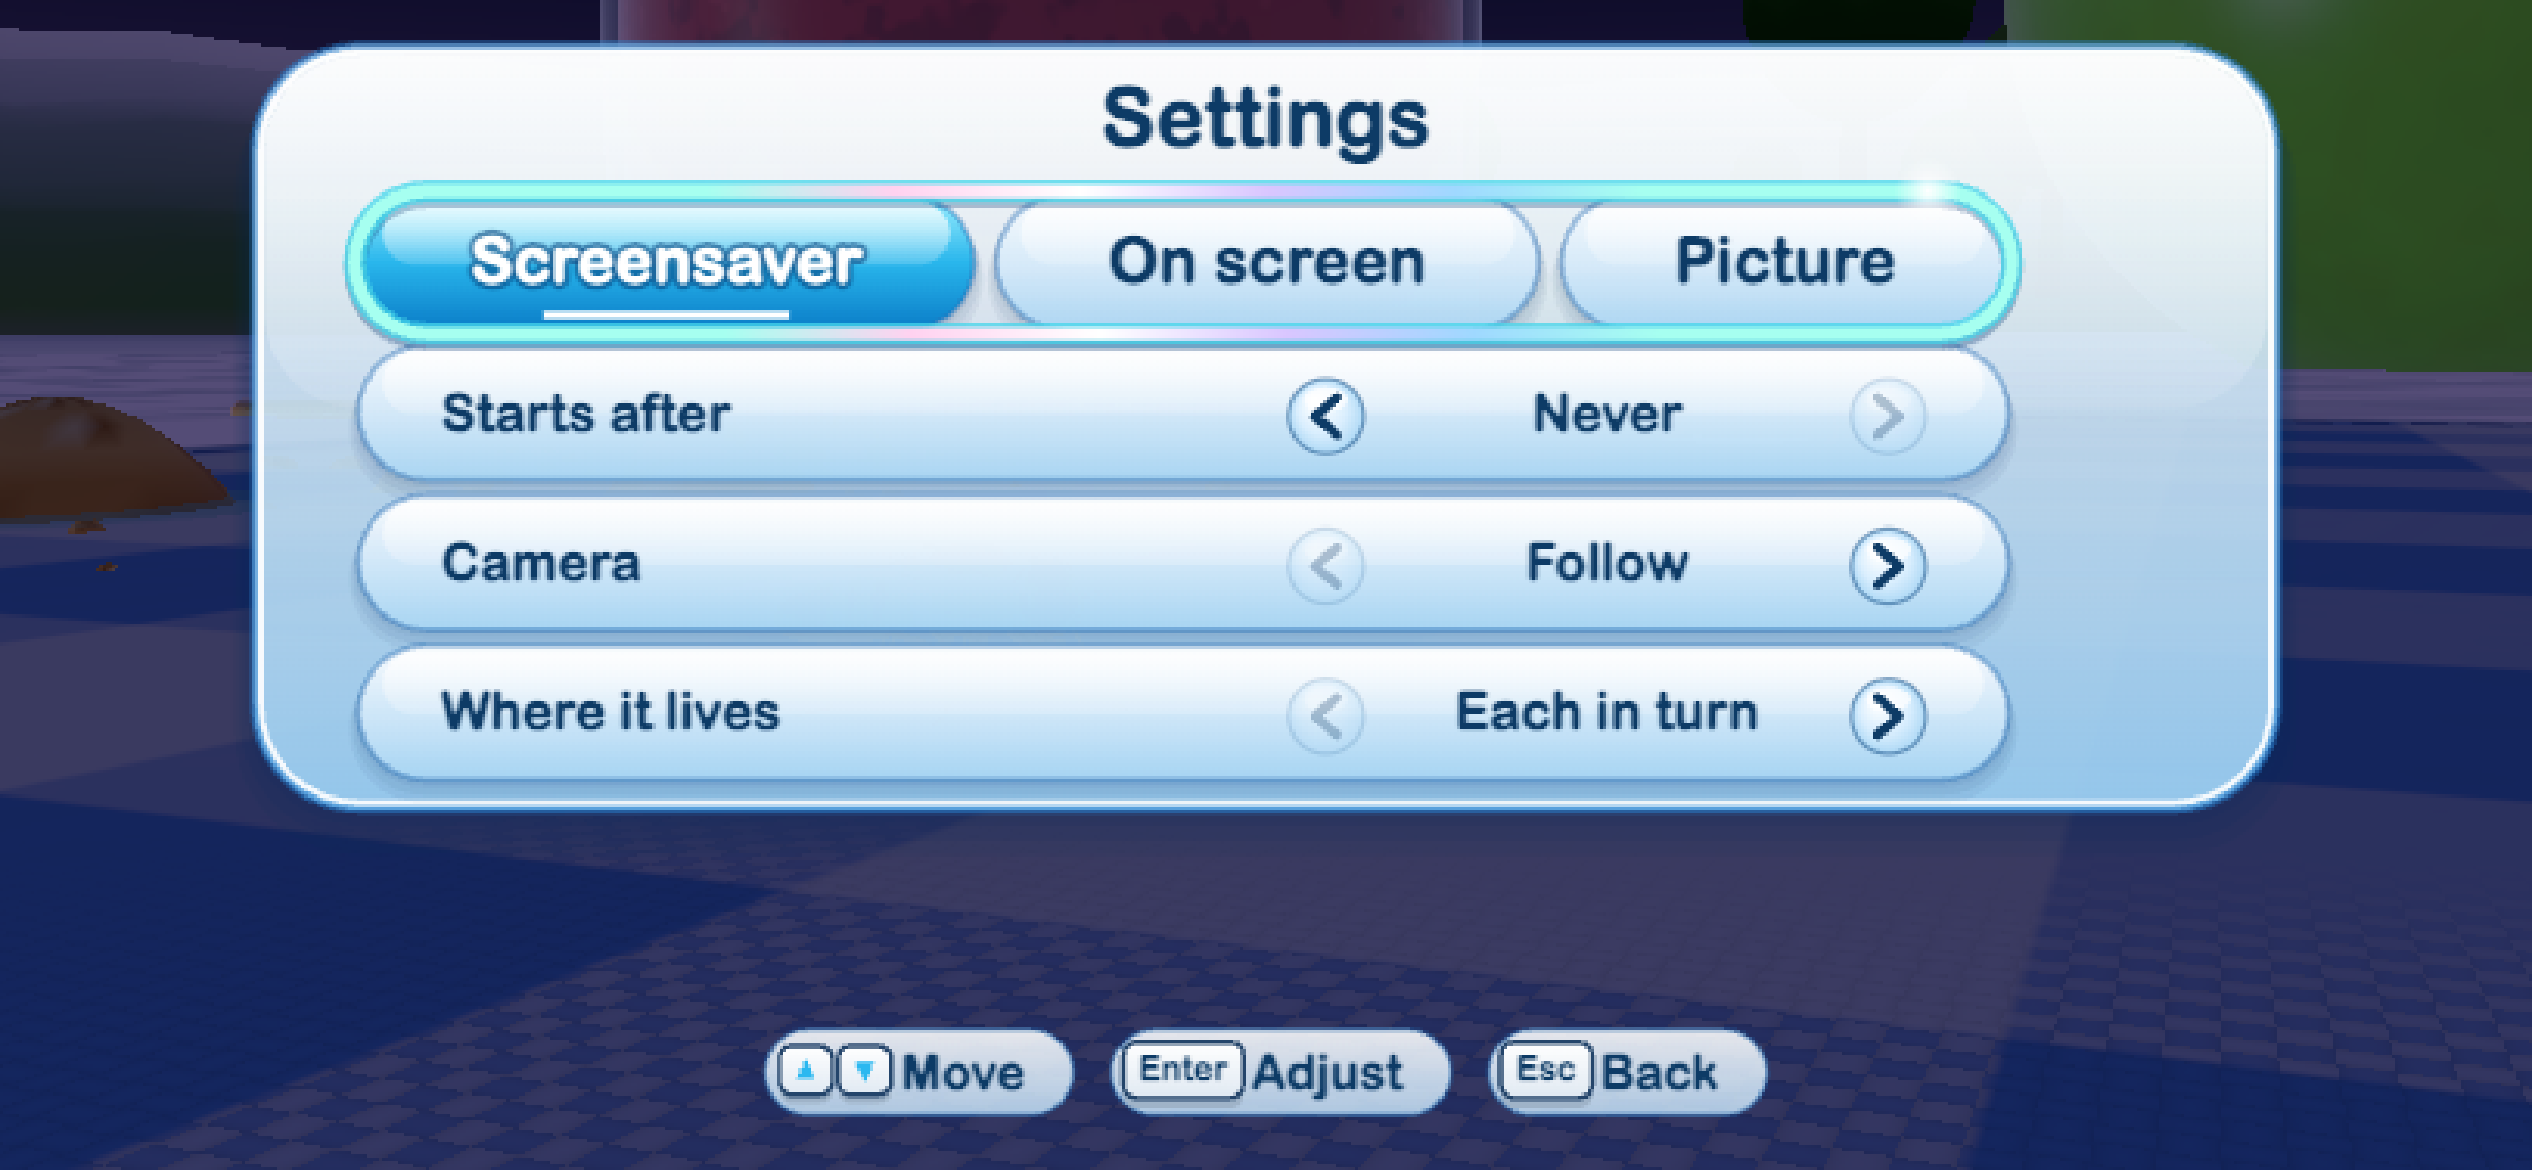 Settings
Screensaver On screen Picture
Starts after < Never >
Camera < Follow >
Where it lives < Each in turn >
▲ ▼ Move Enter Adjust Esc Back